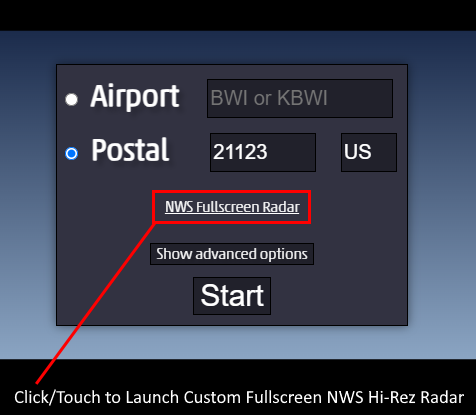 Airport BWI or KBWI
Postal 21123 US
NWS Fullscreen Radar
Show advanced options
Start
Click/Touch to Launch Custom Fullscreen NWS Hi-Rez Radar